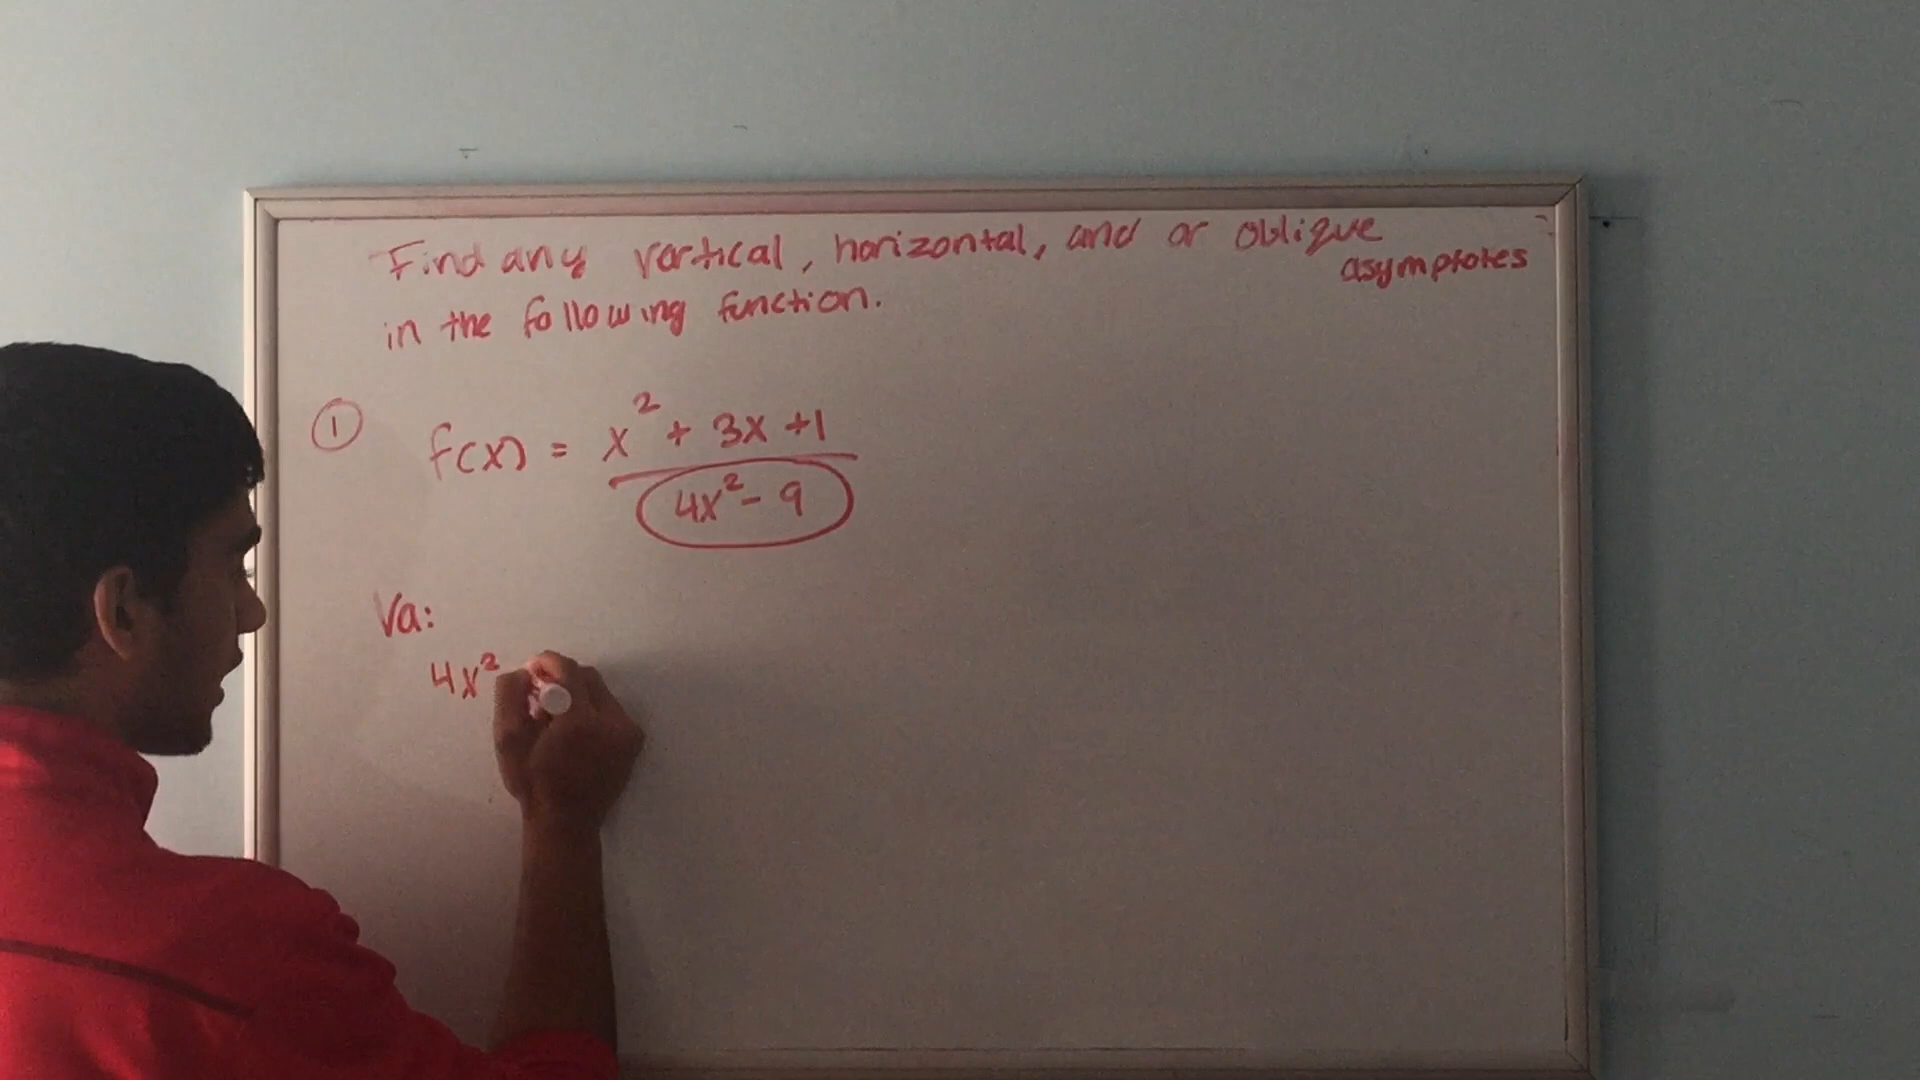 Find any vertical, horizontal, and or oblique asymptotes
in the following function.
① f(x) = x² + 3x +1
4x² - 9
Va:
4x²